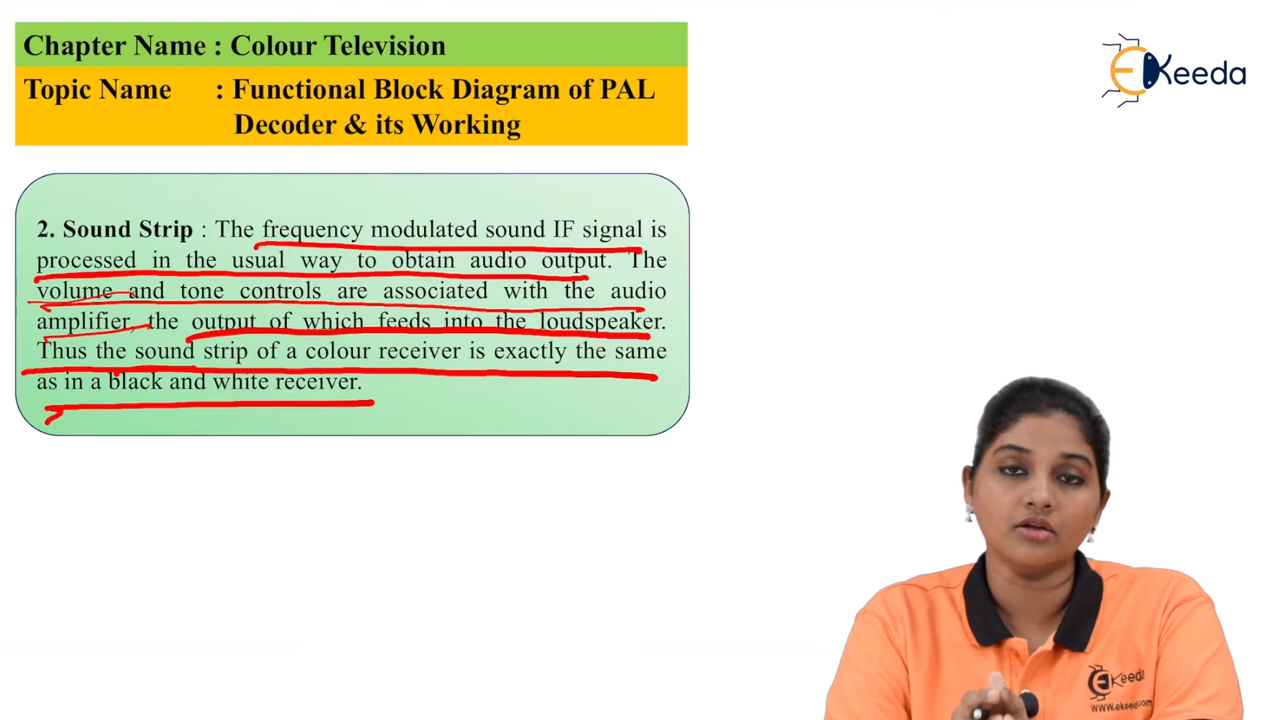 Chapter Name : Colour Television
Topic Name : Functional Block Diagram of PAL
Decoder & its Working
EKeeda
2. Sound Strip : The frequency modulated sound IF signal is
processed in the usual way to obtain audio output. The
volume and tone controls are associated with the audio
amplifier, the output of which feeds into the loudspeaker.
Thus the sound strip of a colour receiver is exactly the same
as in a black and white receiver.
EKeeda